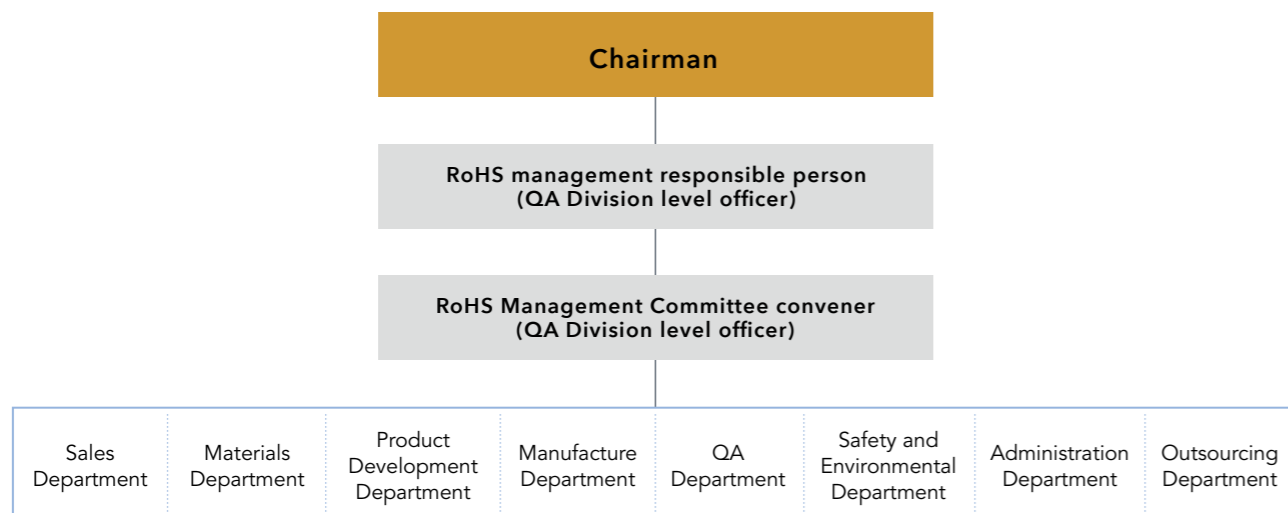 Chairman
RoHS management responsible person
(QA Division level officer)
RoHS Management Committee convener
(QA Division level officer)
Sales
Department
Materials
Department
Product
Development
Department
Manufacture
Department
QA
Department
Safety and
Environmental
Department
Administration
Department
Outsourcing
Department